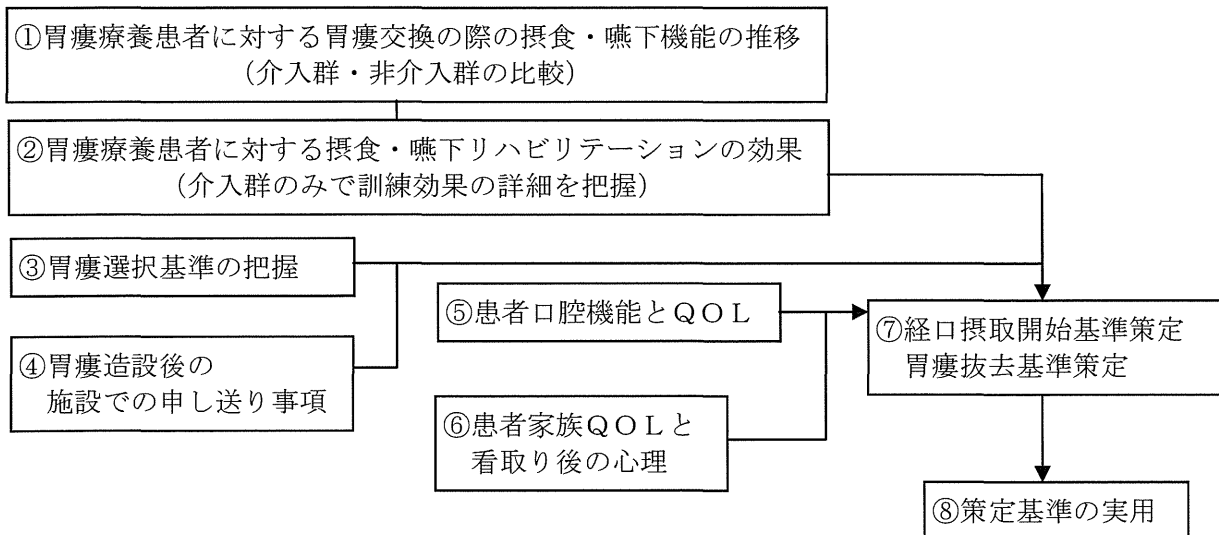 ①胃瘻療養患者に対する胃瘻交換の際の摂食・嚥下機能の推移
（介入群・非介入群の比較）
②胃瘻療養患者に対する摂食・嚥下リハビリテーションの効果
（介入群のみで訓練効果の詳細を把握）
③胃瘻選択基準の把握
④胃瘻造設後の
施設での申し送り事項
⑤患者口腔機能とＱＯＬ
⑥患者家族ＱＯＬと
看取り後の心理
⑦経口摂取開始基準策定
胃瘻抜去基準策定
⑧策定基準の実用